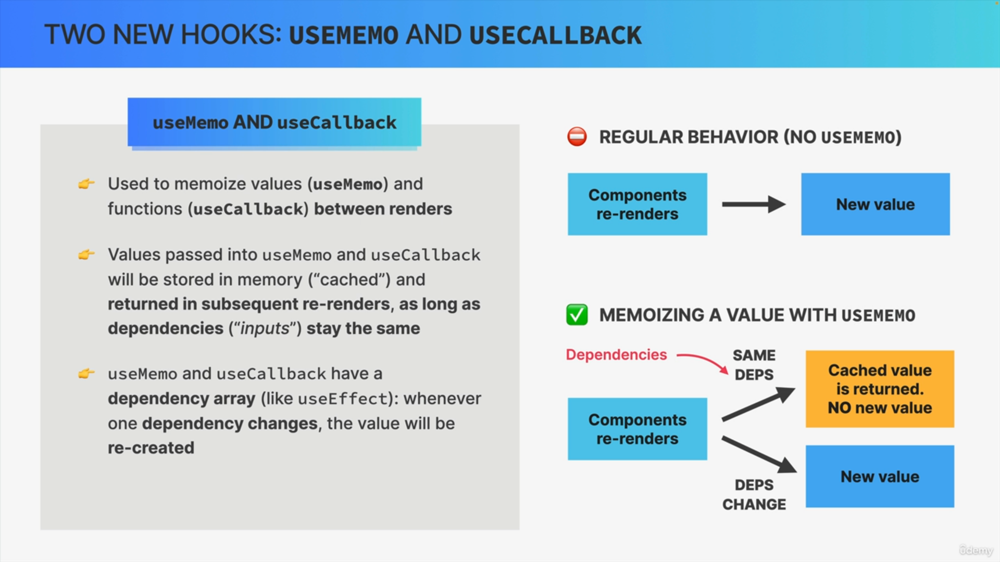 TWO NEW HOOKS: USEMEMO AND USECALLBACK
useMemo AND useCallback
👉 Used to memoize values (useMemo) and
functions (useCallback) between renders
👉 Values passed into useMemo and useCallback
will be stored in memory (“cached”) and
returned in subsequent re-renders, as long as
dependencies (“inputs”) stay the same
👉 useMemo and useCallback have a
dependency array (like useEffect): whenever
one dependency changes, the value will be
re-created
⛔ REGULAR BEHAVIOR (NO USEMEMO)
Components
re-renders
New value
✅ MEMOIZING A VALUE WITH USEMEMO
Dependencies
SAME
DEPS
Components
re-renders
Cached value
is returned.
NO new value
DEPS
CHANGE
New value
ûdemy